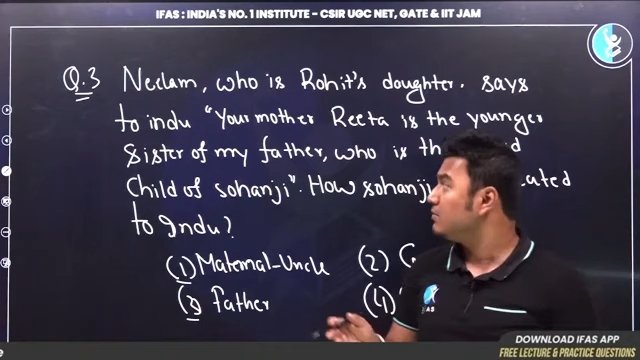 IFAS : INDIA'S NO. 1 INSTITUTE – CSIR UGC NET, GATE & IIT JAM
Q.3 Neelam, who is Rohit's daughter. says
to indu "Your mother Reeta is the younger
Sister of my father, who is the
Child of Sohanji". How sohanji
to Indu?
(1) Maternal-Uncle (2)
(3) father (4)
IFAS
DOWNLOAD IFAS APP
FREE LECTURE & PRACTICE QUESTIONS